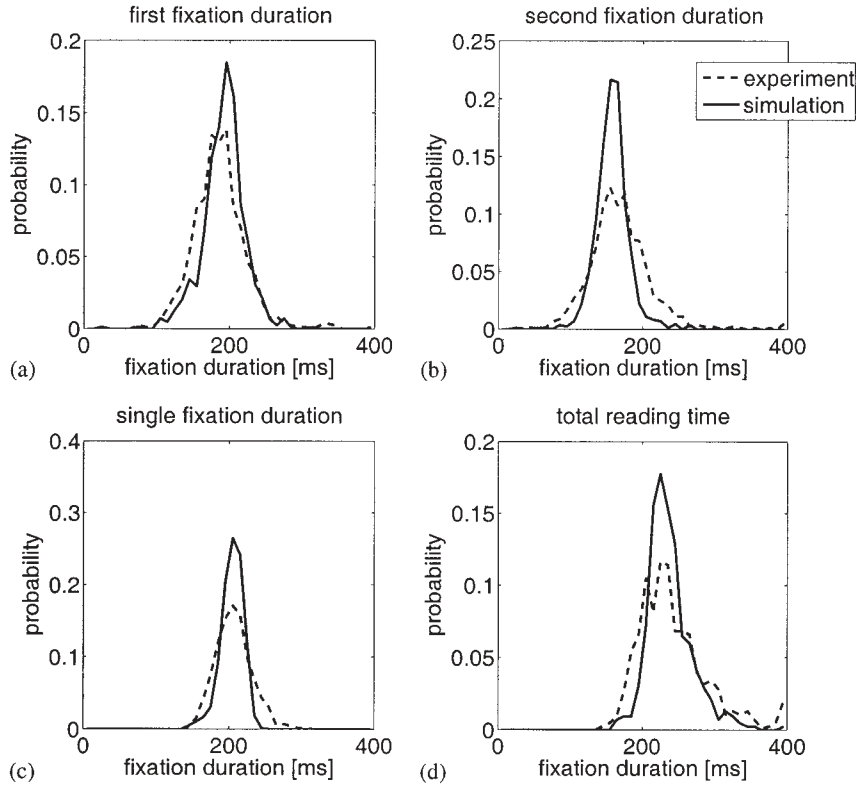 first fixation duration
0.2
0.15
0.1
0.05
0
probability
0
200
400
fixation duration [ms]
(a)
second fixation duration
0.25
0.2
0.15
0.1
0.05
0
probability
experiment
simulation
0
200
400
fixation duration [ms]
(b)
single fixation duration
0.4
0.3
0.2
0.1
0
probability
0
200
400
fixation duration [ms]
(c)
total reading time
0.2
0.15
0.1
0.05
0
probability
0
200
400
fixation duration [ms]
(d)